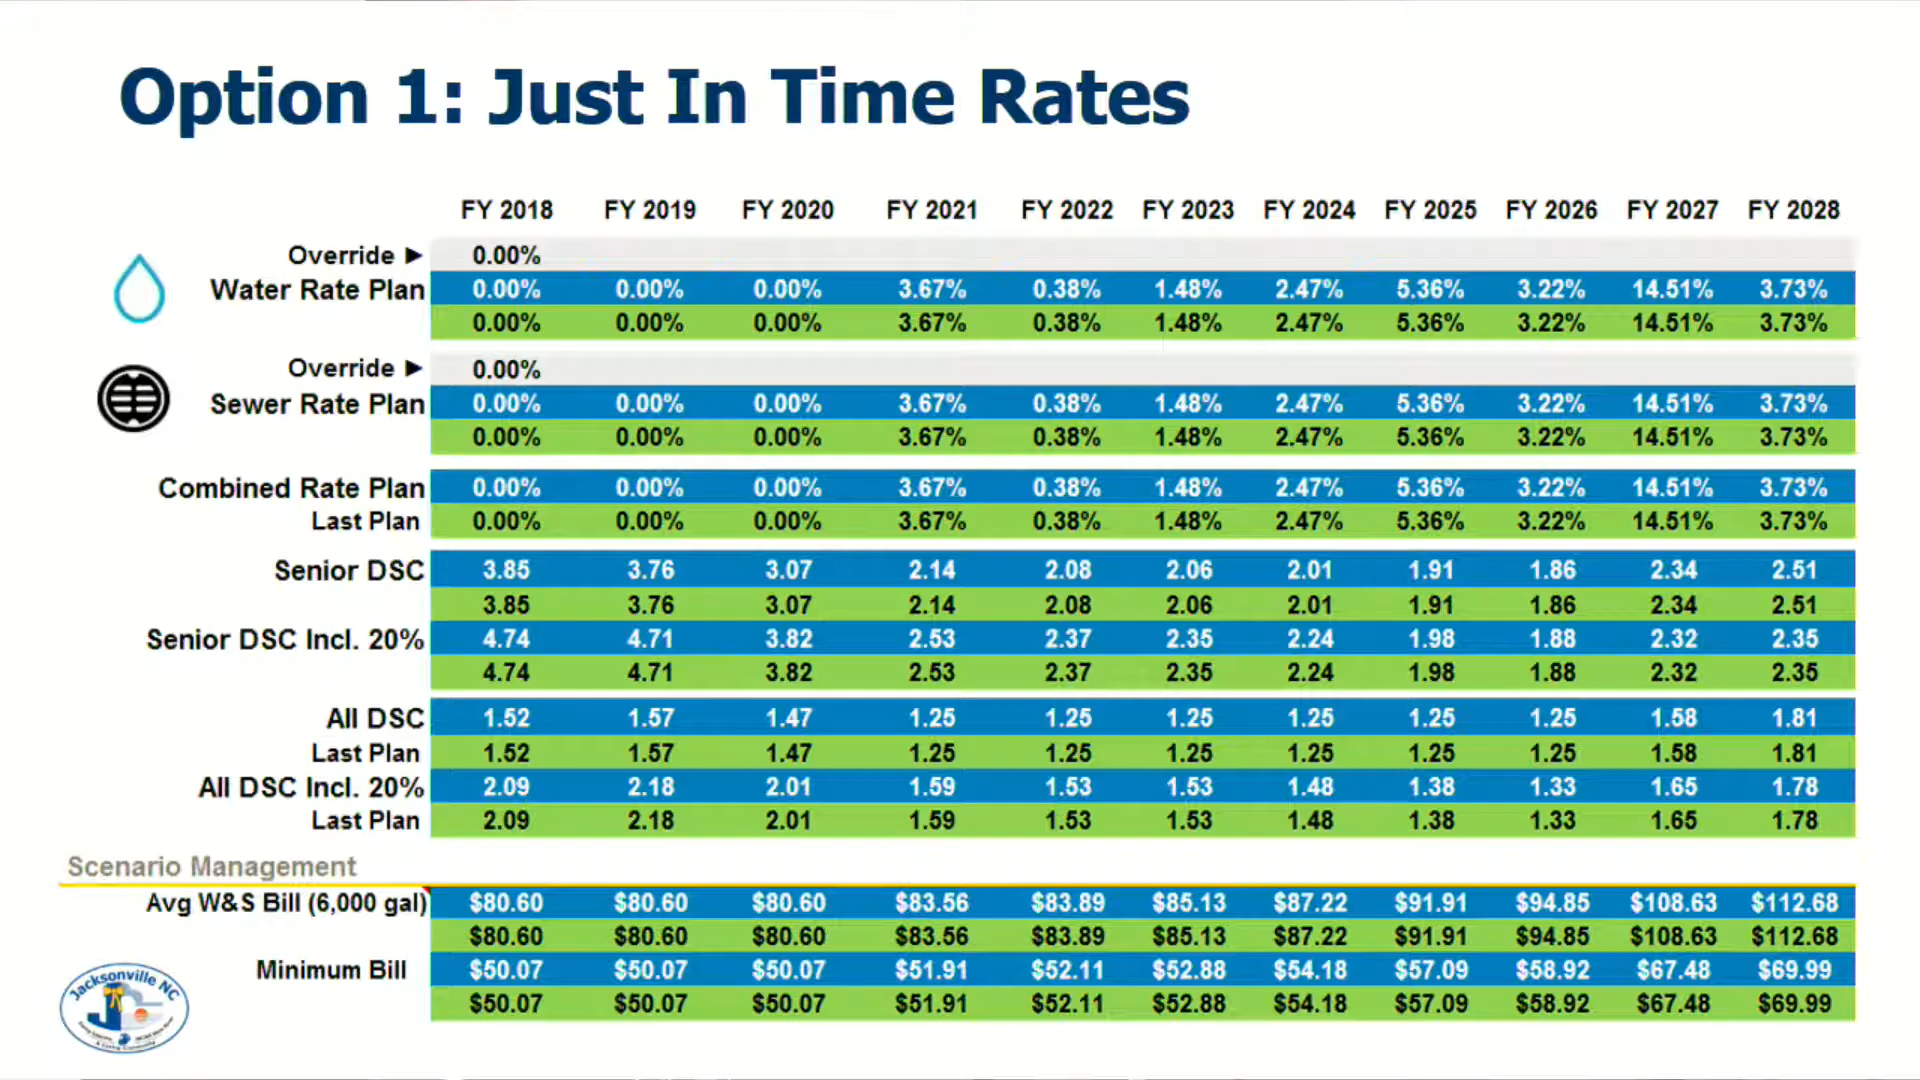 Option 1: Just In Time Rates
FY 2018 FY 2019 FY 2020 FY 2021 FY 2022 FY 2023 FY 2024 FY 2025 FY 2026 FY 2027 FY 2028
Override ► 0.00%
Water Rate Plan 0.00% 0.00% 0.00% 3.67% 0.38% 1.48% 2.47% 5.36% 3.22% 14.51% 3.73%
0.00% 0.00% 0.00% 3.67% 0.38% 1.48% 2.47% 5.36% 3.22% 14.51% 3.73%
Override ► 0.00%
Sewer Rate Plan 0.00% 0.00% 0.00% 3.67% 0.38% 1.48% 2.47% 5.36% 3.22% 14.51% 3.73%
0.00% 0.00% 0.00% 3.67% 0.38% 1.48% 2.47% 5.36% 3.22% 14.51% 3.73%
Combined Rate Plan 0.00% 0.00% 0.00% 3.67% 0.38% 1.48% 2.47% 5.36% 3.22% 14.51% 3.73%
Last Plan 0.00% 0.00% 0.00% 3.67% 0.38% 1.48% 2.47% 5.36% 3.22% 14.51% 3.73%
Senior DSC 3.85 3.76 3.07 2.14 2.08 2.06 2.01 1.91 1.86 2.34 2.51
3.85 3.76 3.07 2.14 2.08 2.06 2.01 1.91 1.86 2.34 2.51
Senior DSC Incl. 20% 4.74 4.71 3.82 2.53 2.37 2.35 2.24 1.98 1.88 2.32 2.35
4.74 4.71 3.82 2.53 2.37 2.35 2.24 1.98 1.88 2.32 2.35
All DSC 1.52 1.57 1.47 1.25 1.25 1.25 1.25 1.25 1.25 1.58 1.81
Last Plan 1.52 1.57 1.47 1.25 1.25 1.25 1.25 1.25 1.25 1.58 1.81
All DSC Incl. 20% 2.09 2.18 2.01 1.59 1.53 1.53 1.48 1.38 1.33 1.65 1.78
Last Plan 2.09 2.18 2.01 1.59 1.53 1.53 1.48 1.38 1.33 1.65 1.78
Scenario Management
Avg W&S Bill (6,000 gal) $80.60 $80.60 $80.60 $83.56 $83.89 $85.13 $87.22 $91.91 $94.85 $108.63 $112.68
$80.60 $80.60 $80.60 $83.56 $83.89 $85.13 $87.22 $91.91 $94.85 $108.63 $112.68
Minimum Bill $50.07 $50.07 $50.07 $51.91 $52.11 $52.88 $54.18 $57.09 $58.92 $67.48 $69.99
$50.07 $50.07 $50.07 $51.91 $52.11 $52.88 $54.18 $57.09 $58.92 $67.48 $69.99
Jacksonville NC